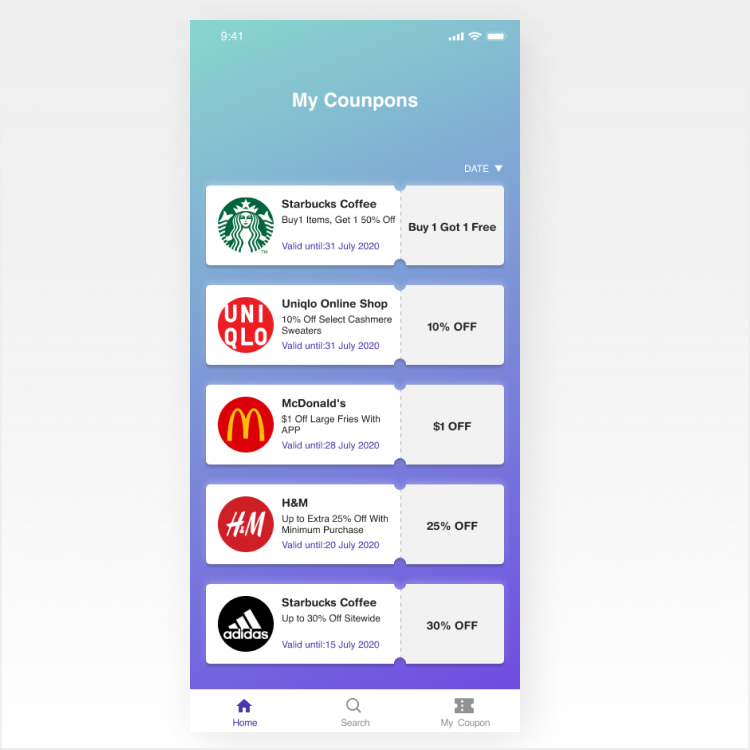 9:41
My Counpons
DATE
Starbucks Coffee
Buy1 Items, Get 1 50% Off
Valid until:31 July 2020
Buy 1 Got 1 Free
TM
UNI
QLO
Uniqlo Online Shop
10% Off Select Cashmere
Sweaters
Valid until:31 July 2020
10% OFF
McDonald's
$1 Off Large Fries With
APP
Valid until:28 July 2020
$1 OFF
H&M
H&M
Up to Extra 25% Off With
Minimum Purchase
Valid until:20 July 2020
25% OFF
adidas
Starbucks Coffee
Up to 30% Off Sitewide
Valid until:15 July 2020
30% OFF
Home
Search
My Coupon